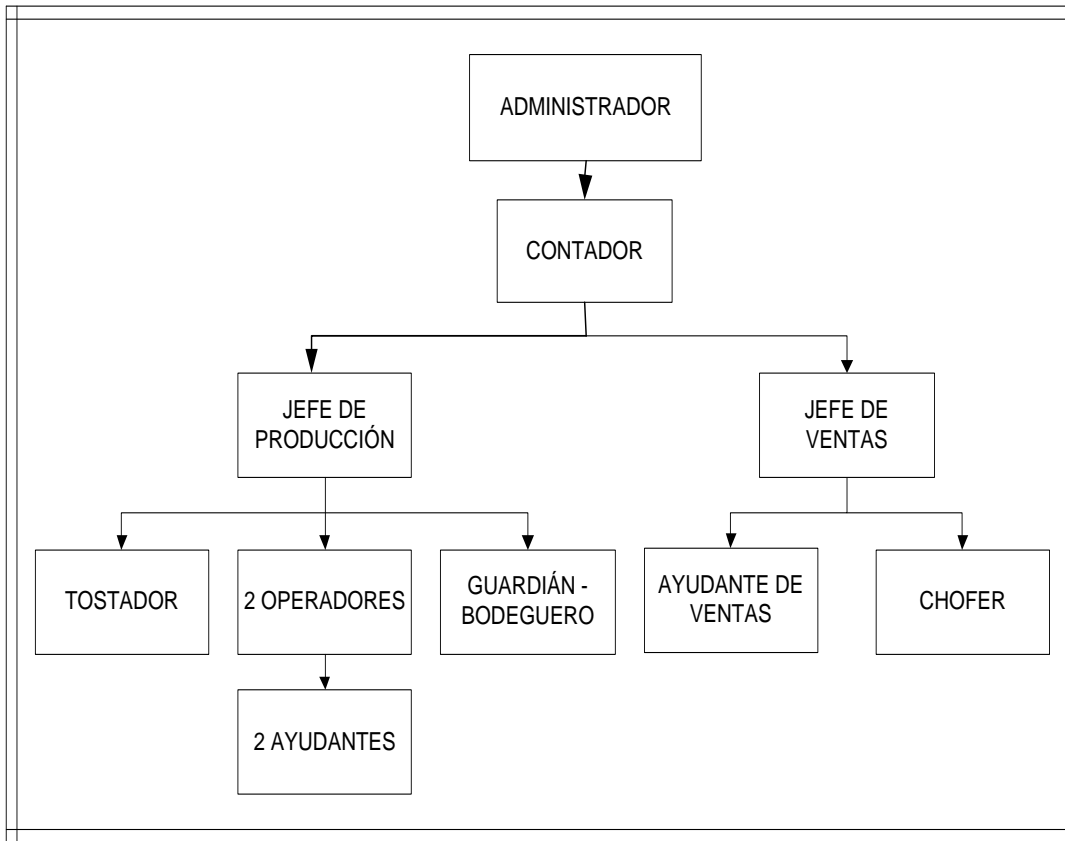 ADMINISTRADOR
CONTADOR
JEFE DE
PRODUCCIÓN
JEFE DE
VENTAS
TOSTADOR
2 OPERADORES
GUARDIÁN -
BODEGUERO
AYUDANTE DE
VENTAS
CHOFER
2 AYUDANTES